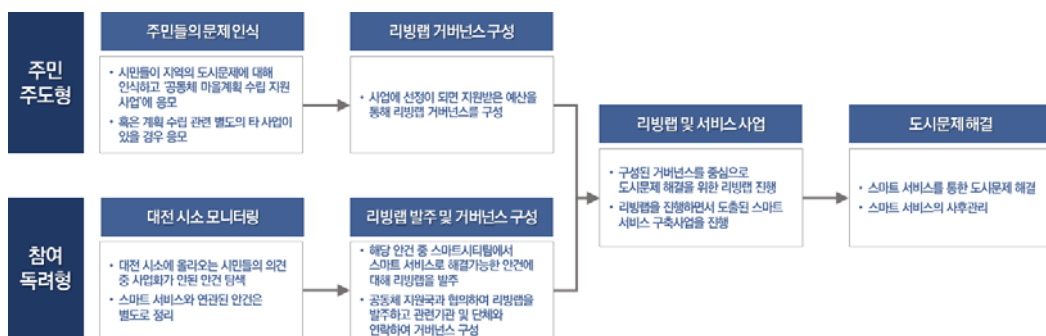 주민
주도형
주민들의 문제 인식
• 시민들이 지역의 도시문제에 대해
인식하고 '공동체 마을계획 수립 지원
사업'에 응모
• 혹은 계획 수립 관련 별도의 타 사업이
있을 경우 응모
리빙랩 거버넌스 구성
• 사업에 선정이 되면 지원받은 예산을
통해 리빙랩 거버넌스를 구성
참여
독려형
대전 시소 모니터링
• 대전 시소에 올라오는 시민들의 의견
중 사업화가 안된 안건 탐색
• 스마트 서비스와 연관된 안건은
별도로 정리
리빙랩 발주 및 거버넌스 구성
• 해당 안건 중 스마트시티팀에서
스마트 서비스로 해결가능한 안건에
대해 리빙랩을 발주
• 공동체 지원국과 협의하여 리빙랩을
발주하고 관련기관 및 단체와
연락하여 거버넌스 구성
리빙랩 및 서비스 사업
• 구성된 거버넌스를 중심으로
도시문제 해결을 위한 리빙랩 진행
• 리빙랩을 진행하면서 도출된 스마트
서비스 구축사업을 진행
도시문제 해결
• 스마트 서비스를 통한 도시문제 해결
• 스마트 서비스의 사후관리